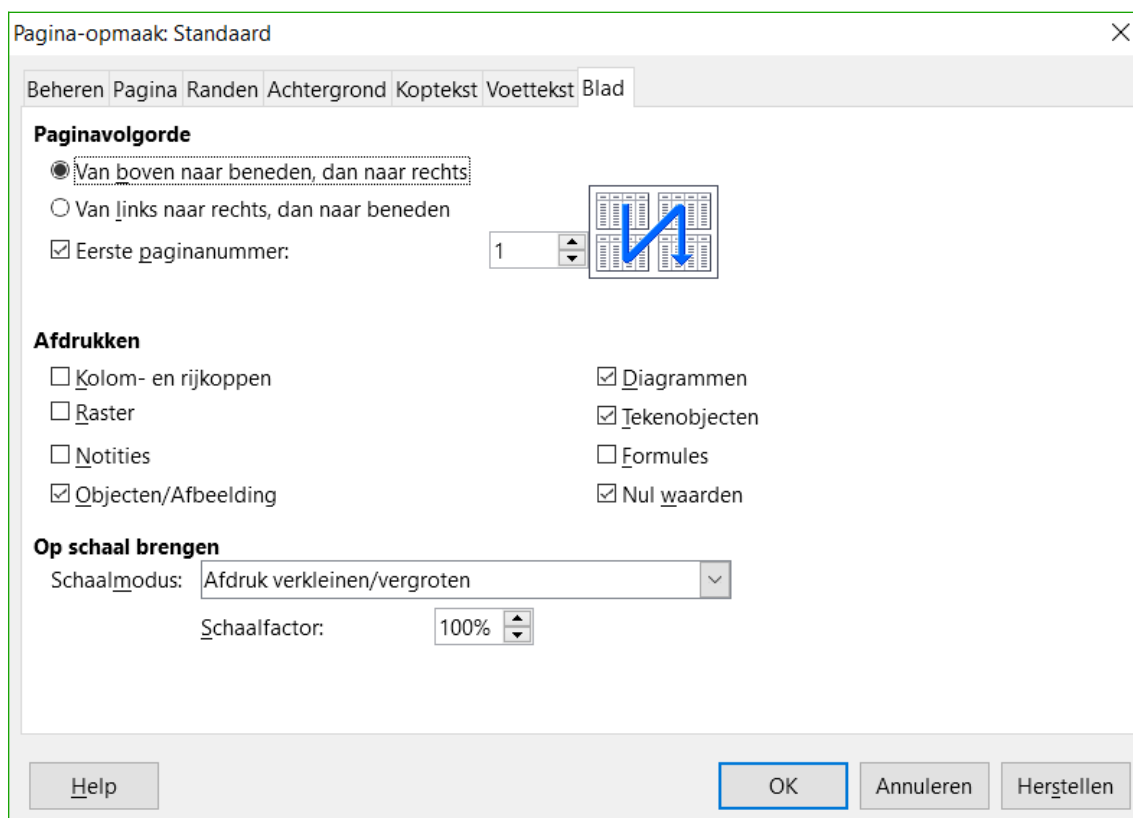 Pagina-opmaak: Standaard
Beheren Pagina Randen Achtergrond Koptekst Voettekst Blad
Paginavolgorde
Van boven naar beneden, dan naar rechts
Van links naar rechts, dan naar beneden
Eerste paginanummer: 1
Afdrukken
Kolom- en rijkoppen Diagrammen
Raster Tekenobjecten
Notities Formules
Objecten/Afbeelding Nul waarden
Op schaal brengen
Schaalmodus: Afdruk verkleinen/vergroten
Schaalfactor: 100%
Help OK Annuleren Herstellen